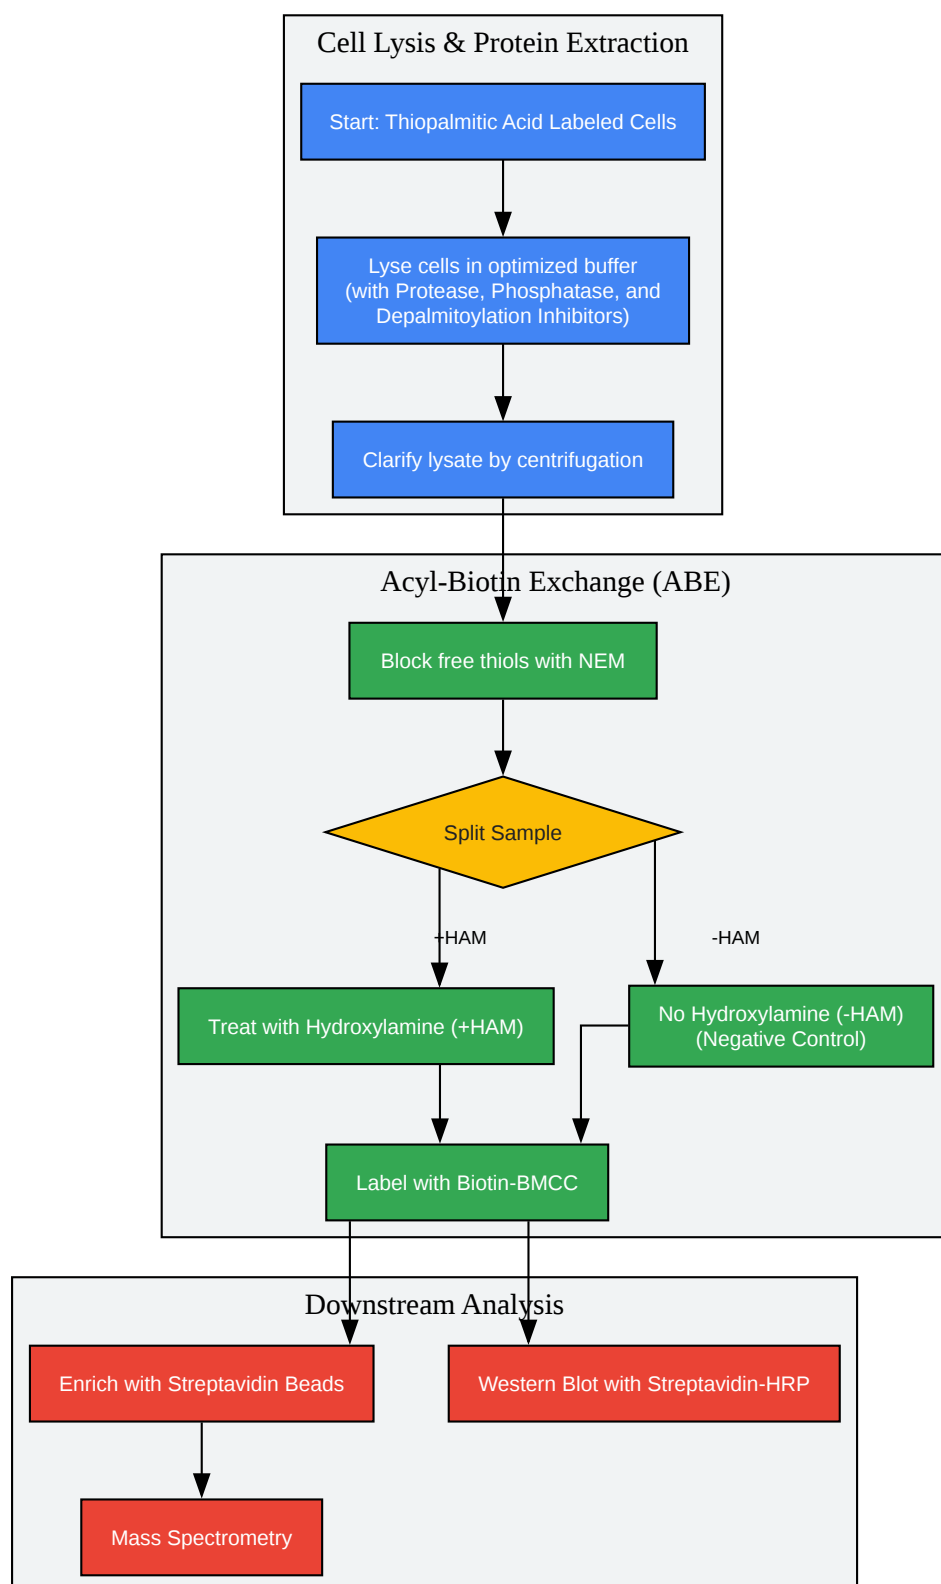 Cell Lysis & Protein Extraction
Start: Thiopalmitic Acid Labeled Cells
Lyse cells in optimized buffer
(with Protease, Phosphatase, and
Depalmitoylation Inhibitors)
Clarify lysate by centrifugation
Acyl-Biotin Exchange (ABE)
Block free thiols with NEM
Split Sample
+HAM
-HAM
Treat with Hydroxylamine (+HAM)
No Hydroxylamine (-HAM)
(Negative Control)
Label with Biotin-BMCC
Downstream Analysis
Enrich with Streptavidin Beads
Western Blot with Streptavidin-HRP
Mass Spectrometry